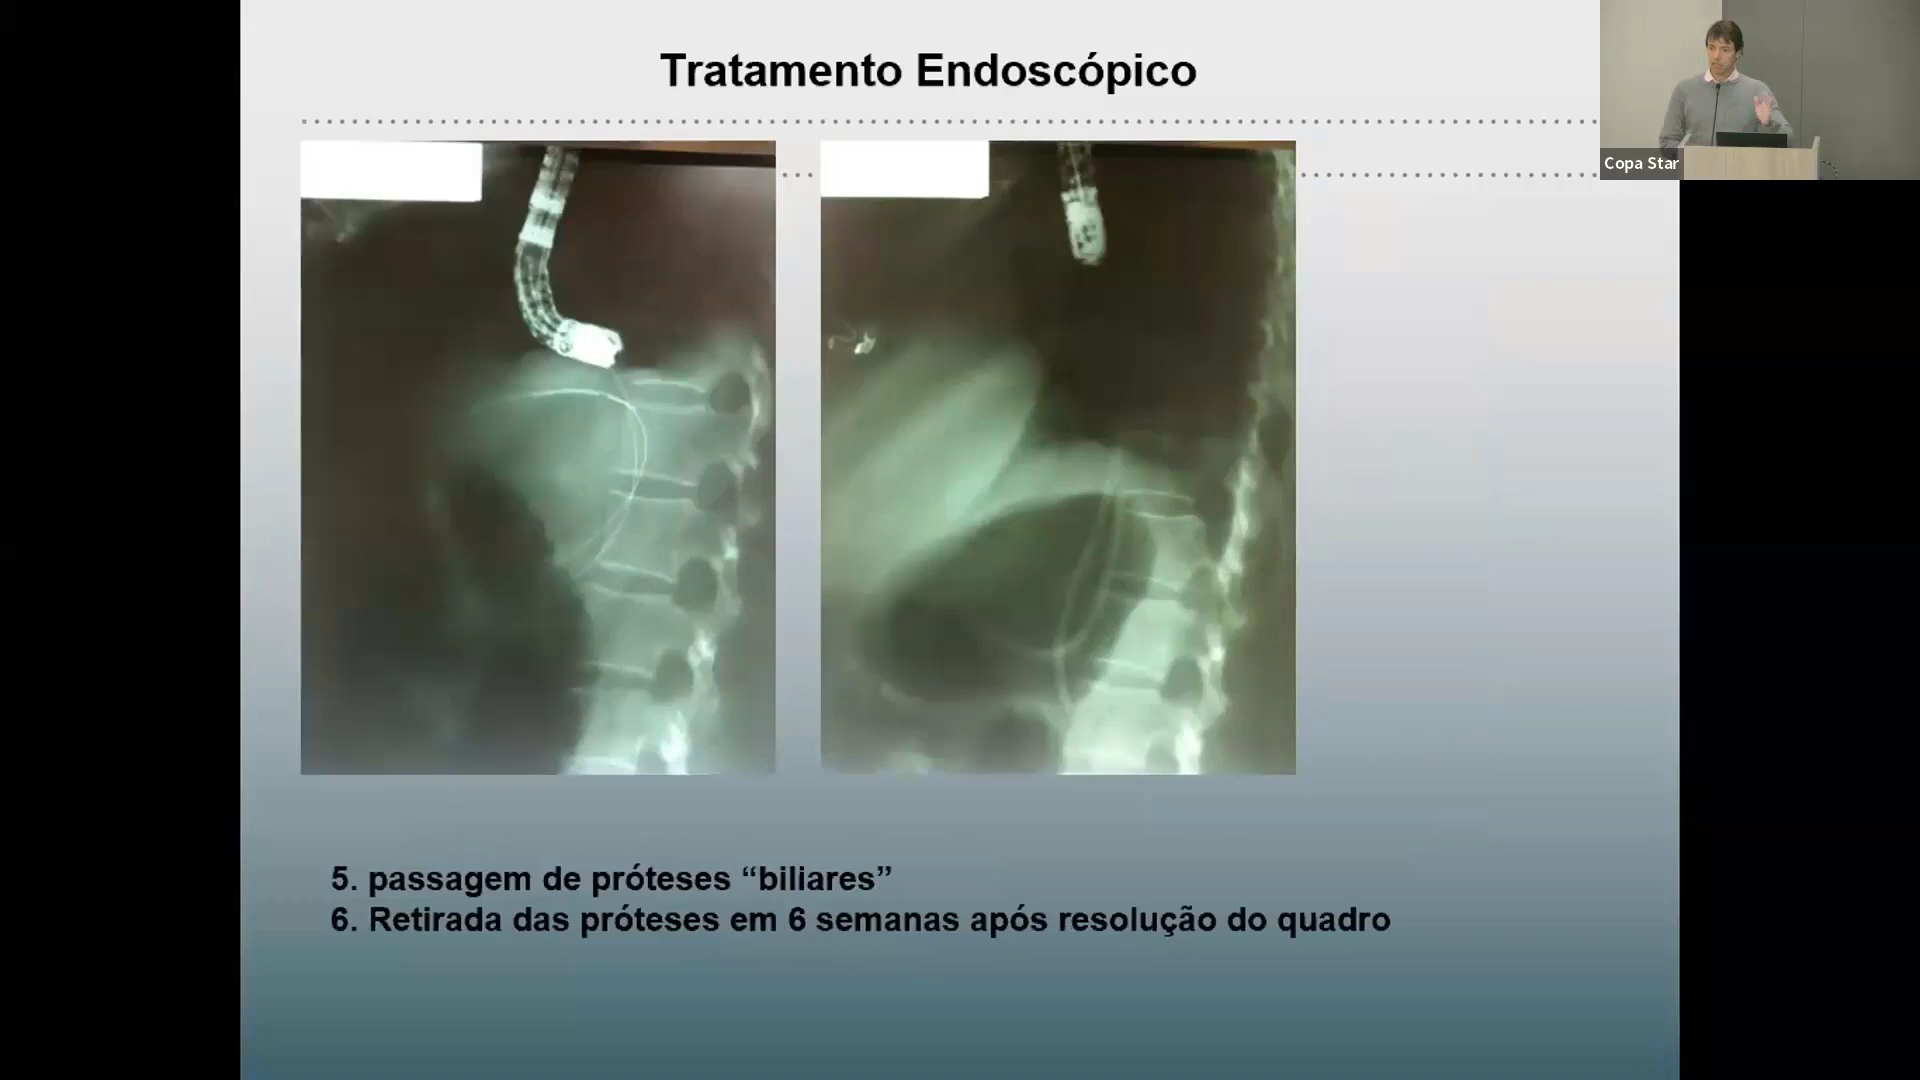 Tratamento Endoscópico
Copa Star
5. passagem de próteses “biliares”
6. Retirada das próteses em 6 semanas após resolução do quadro